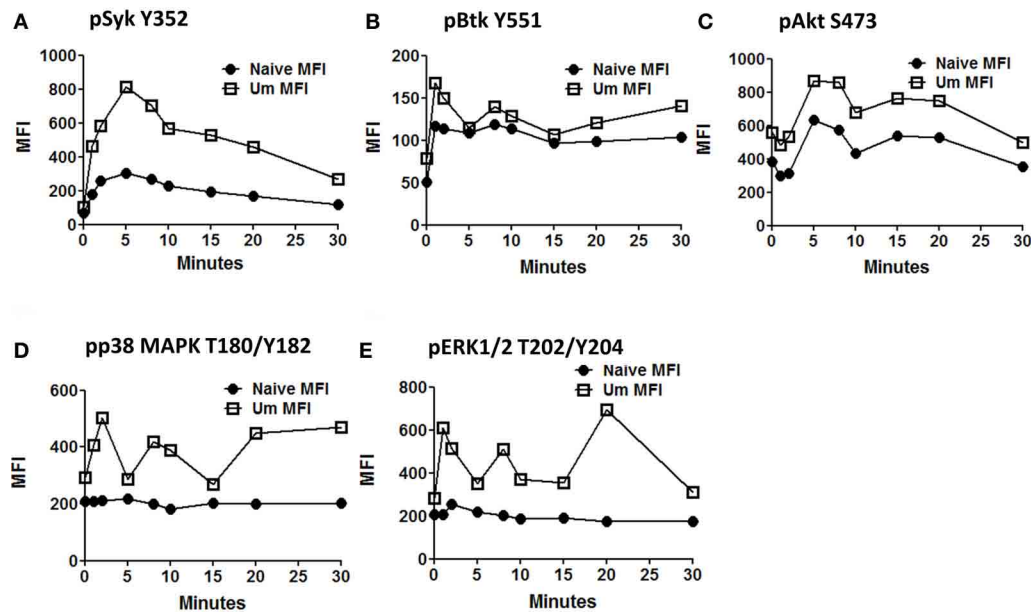 A
pSyk Y352
1000
800
600
400
200
0
MFI
Naive MFI
Um MFI
0 5 10 15 20 25 30
Minutes
B
pBtk Y551
200
150
100
50
0
MFI
Naive MFI
Um MFI
0 5 10 15 20 25 30
Minutes
C
pAkt S473
1000
800
600
400
200
0
MFI
Naive MFI
Um MFI
0 5 10 15 20 25 30
Minutes
D
pp38 MAPK T180/Y182
600
400
200
0
MFI
Naive MFI
Um MFI
0 5 10 15 20 25 30
Minutes
E
pERK1/2 T202/Y204
800
600
400
200
0
MFI
Naive MFI
Um MFI
0 5 10 15 20 25 30
Minutes